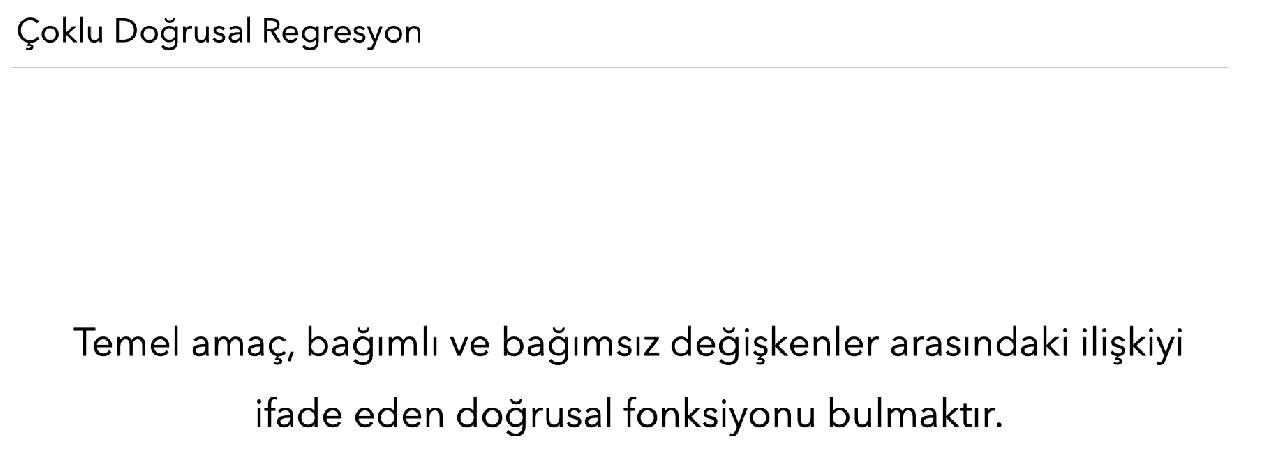 Çoklu Doğrusal Regresyon
Temel amaç, bağımlı ve bağımsız değişkenler arasındaki ilişkiyi
ifade eden doğrusal fonksiyonu bulmaktır.